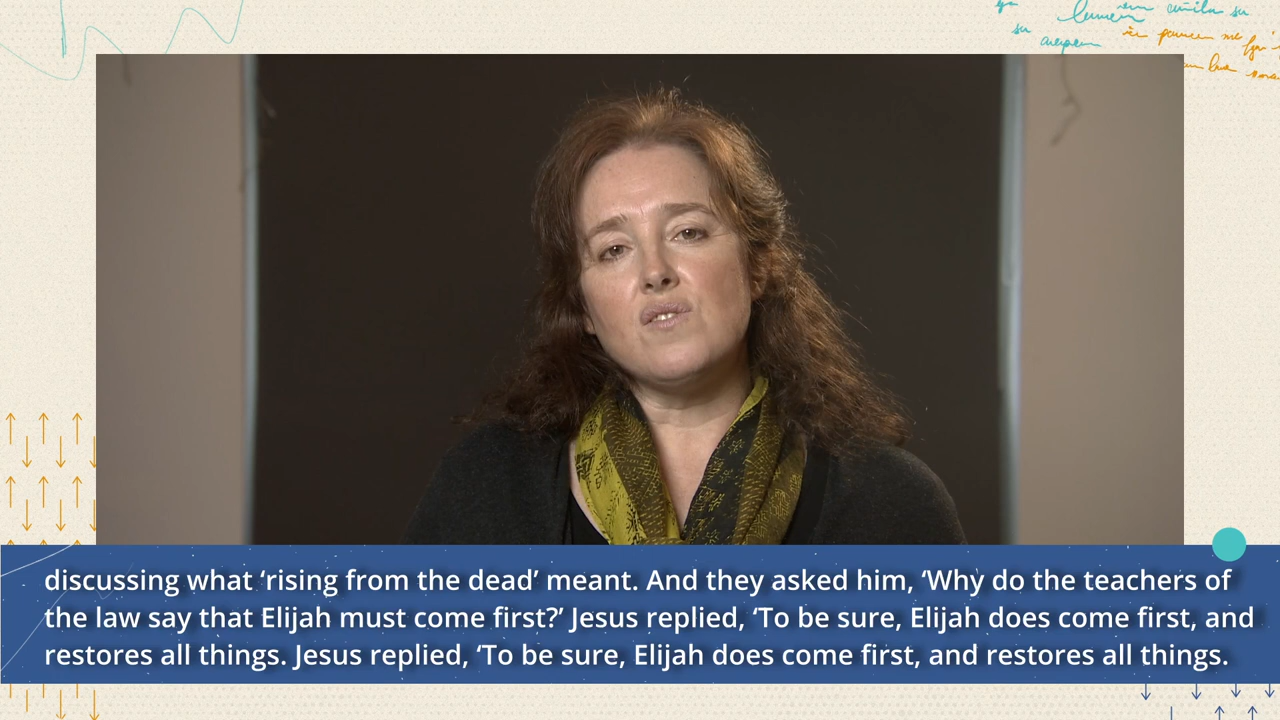 discussing what ‘rising from the dead’ meant. And they asked him, ‘Why do the teachers of
the law say that Elijah must come first?’ Jesus replied, ‘To be sure, Elijah does come first, and
restores all things. Jesus replied, ‘To be sure, Elijah does come first, and restores all things.